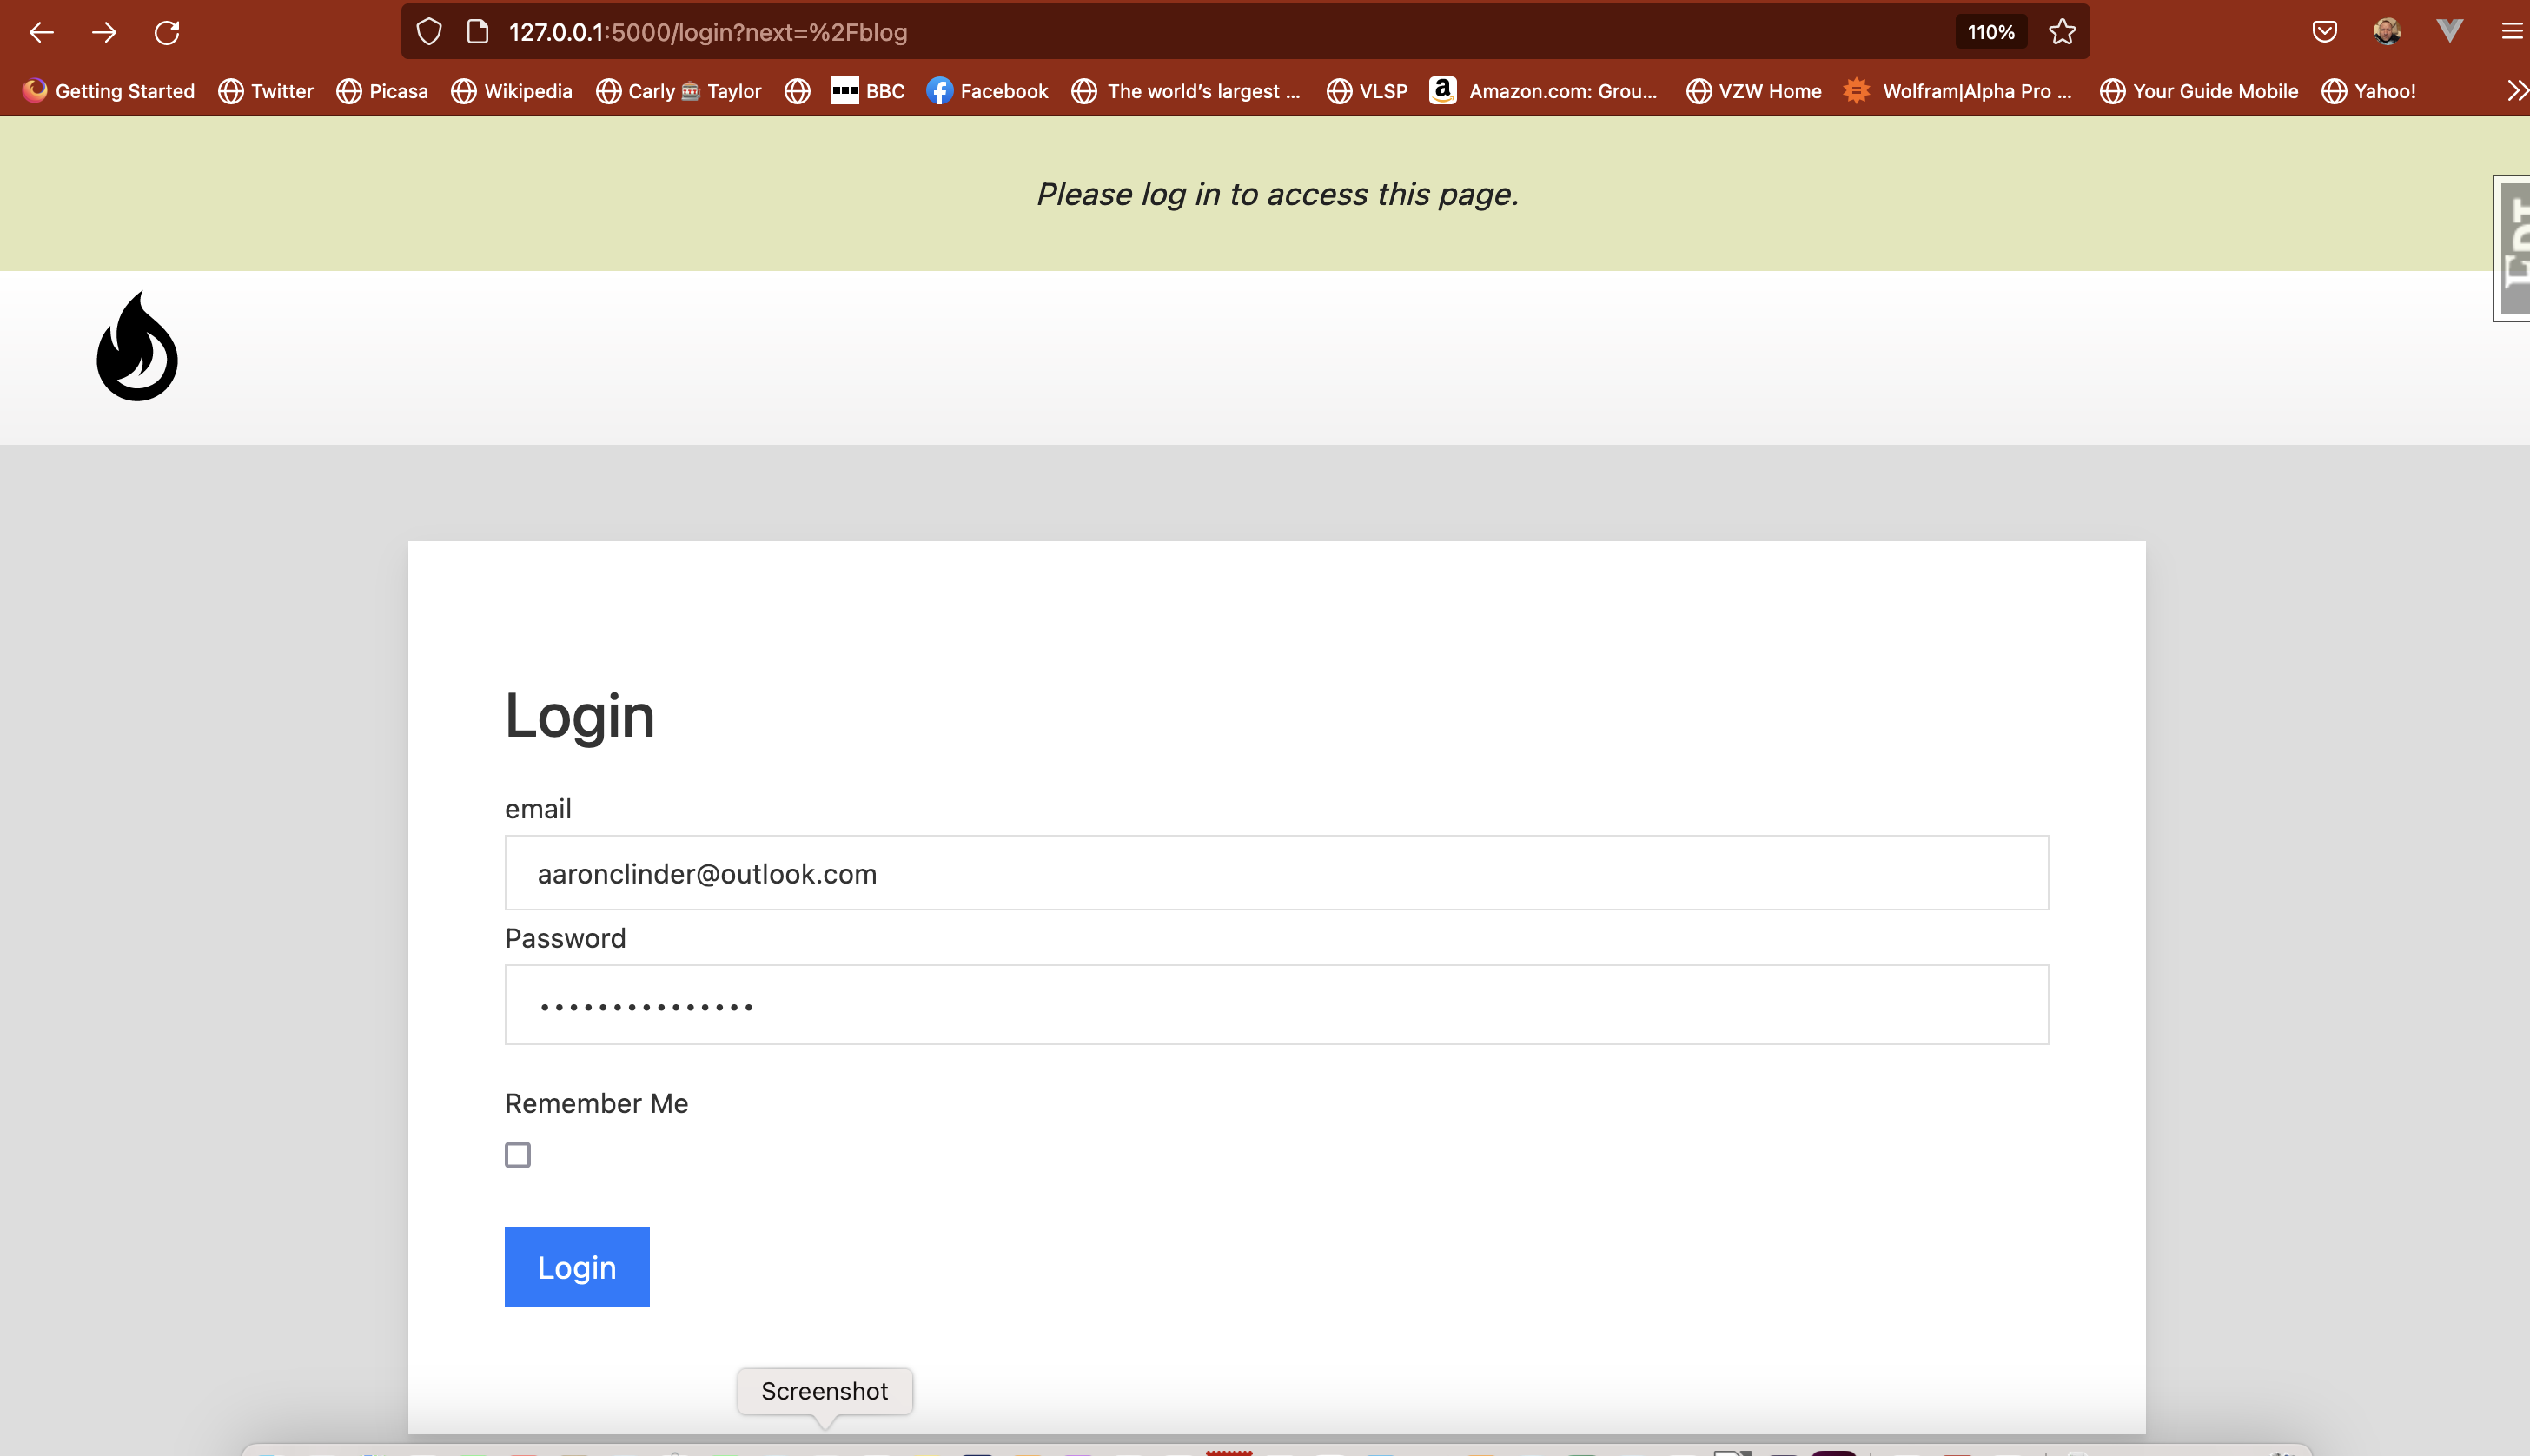 127.0.0.1:5000/login?next=%2Fblog
110%
Getting Started
Twitter
Picasa
Wikipedia
Carly 🚋 Taylor
BBC
Facebook
The world’s largest ...
VLSP
Amazon.com: Grou...
VZW Home
Wolfram|Alpha Pro ...
Your Guide Mobile
Yahoo!
Please log in to access this page.
Login
email
aaronclinder@outlook.com
Password
Remember Me
Login
Screenshot